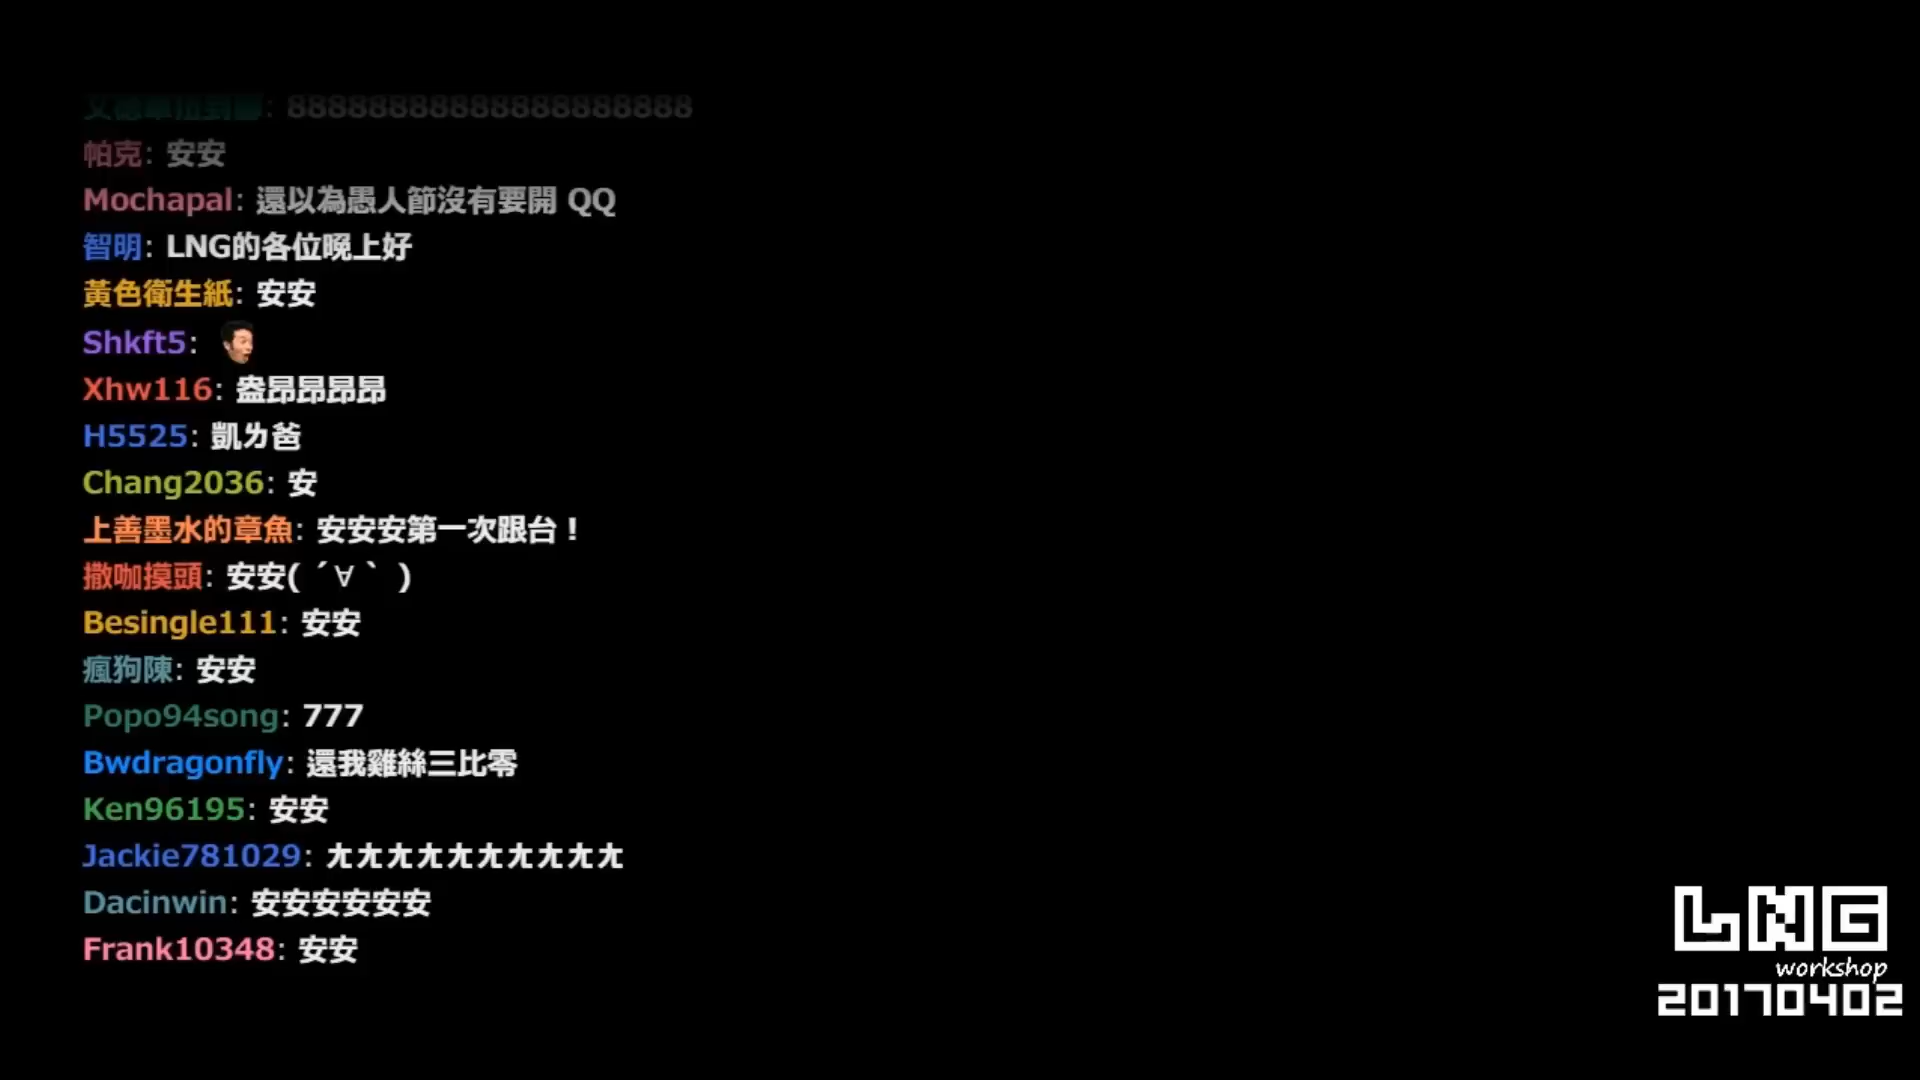 : 88888888888888888888
帕克: 安安
Mochapal: 還以為愚人節沒有要開 QQ
智明: LNG的各位晚上好
黃色衛生紙: 安安
Shkft5:
Xhw116: 盎昂昂昂昂
H5525: 凱ㄌ爸
Chang2036: 安
上善墨水的章魚: 安安安第一次跟台！
撒咖摸頭: 安安( ´∀｀ )
Besingle111: 安安
瘋狗陳: 安安
Popo94song: 777
Bwdragonfly: 還我雞絲三比零
Ken96195: 安安
Jackie781029: ㄤㄤㄤㄤㄤㄤㄤㄤㄤㄤ
Dacinwin: 安安安安安安
Frank10348: 安安
LNG
workshop
20170402